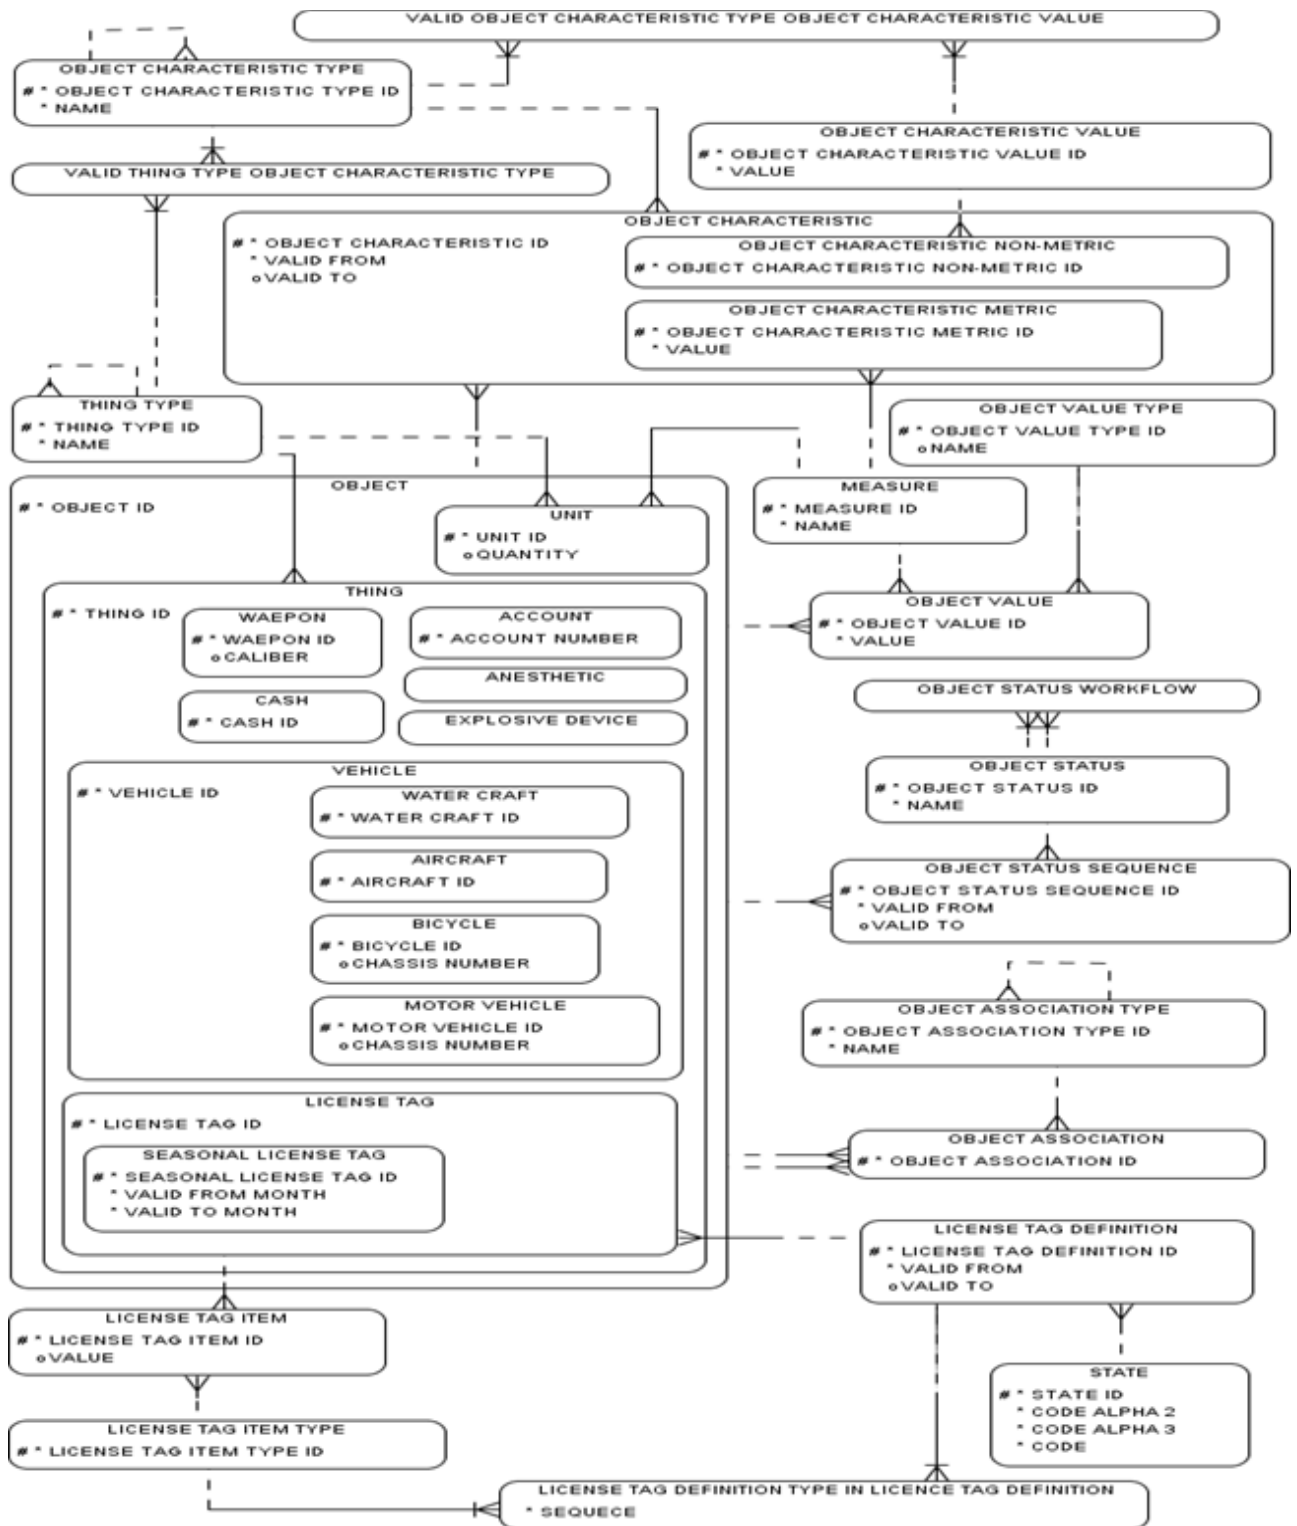 VALID OBJECT CHARACTERISTIC TYPE OBJECT CHARACTERISTIC VALUE
OBJECT CHARACTERISTIC TYPE
# * OBJECT CHARACTERISTIC TYPE ID
* NAME
OBJECT CHARACTERISTIC VALUE
# * OBJECT CHARACTERISTIC VALUE ID
* VALUE
VALID THING TYPE OBJECT CHARACTERISTIC TYPE
OBJECT CHARACTERISTIC
# * OBJECT CHARACTERISTIC ID
* VALID FROM
o VALID TO
OBJECT CHARACTERISTIC NON-METRIC
# * OBJECT CHARACTERISTIC NON-METRIC ID
OBJECT CHARACTERISTIC METRIC
# * OBJECT CHARACTERISTIC METRIC ID
* VALUE
THING TYPE
# * THING TYPE ID
* NAME
OBJECT VALUE TYPE
# * OBJECT VALUE TYPE ID
o NAME
OBJECT
# * OBJECT ID
UNIT
# * UNIT ID
o QUANTITY
MEASURE
# * MEASURE ID
* NAME
THING
# * THING ID
WAEPON
# * WAEPON ID
o CALIBER
ACCOUNT
# * ACCOUNT NUMBER
OBJECT VALUE
# * OBJECT VALUE ID
* VALUE
ANESTHETIC
CASH
# * CASH ID
EXPLOSIVE DEVICE
OBJECT STATUS WORKFLOW
OBJECT STATUS
# * OBJECT STATUS ID
* NAME
VEHICLE
# * VEHICLE ID
WATER CRAFT
# * WATER CRAFT ID
AIRCRAFT
# * AIRCRAFT ID
BICYCLE
# * BICYCLE ID
o CHASSIS NUMBER
MOTOR VEHICLE
# * MOTOR VEHICLE ID
o CHASSIS NUMBER
OBJECT STATUS SEQUENCE
# * OBJECT STATUS SEQUENCE ID
* VALID FROM
o VALID TO
OBJECT ASSOCIATION TYPE
# * OBJECT ASSOCIATION TYPE ID
* NAME
LICENSE TAG
# * LICENSE TAG ID
SEASONAL LICENSE TAG
# * SEASONAL LICENSE TAG ID
* VALID FROM MONTH
* VALID TO MONTH
OBJECT ASSOCIATION
# * OBJECT ASSOCIATION ID
LICENSE TAG DEFINITION
# * LICENSE TAG DEFINITION ID
* VALID FROM
o VALID TO
LICENSE TAG ITEM
# * LICENSE TAG ITEM ID
o VALUE
STATE
# * STATE ID
* CODE ALPHA 2
* CODE ALPHA 3
* CODE
LICENSE TAG ITEM TYPE
# * LICENSE TAG ITEM TYPE ID
LICENSE TAG DEFINITION TYPE IN LICENCE TAG DEFINITION
* SEQUECE